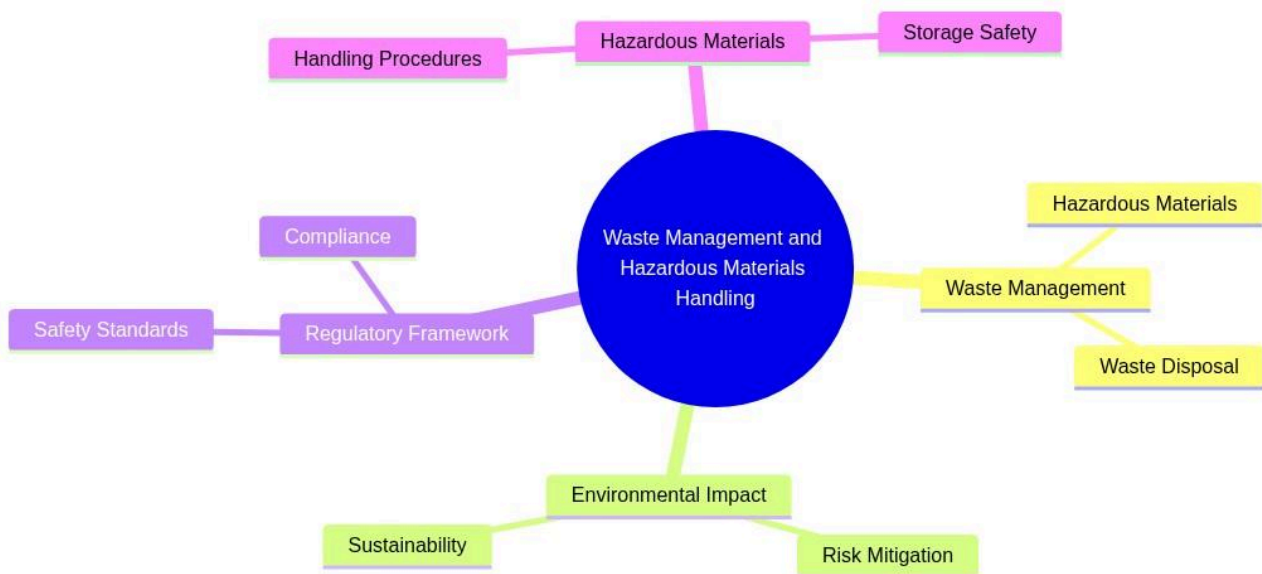 Hazardous Materials
Storage Safety
Handling Procedures
Waste Management and
Hazardous Materials
Handling
Hazardous Materials
Waste Management
Waste Disposal
Compliance
Regulatory Framework
Safety Standards
Environmental Impact
Sustainability
Risk Mitigation